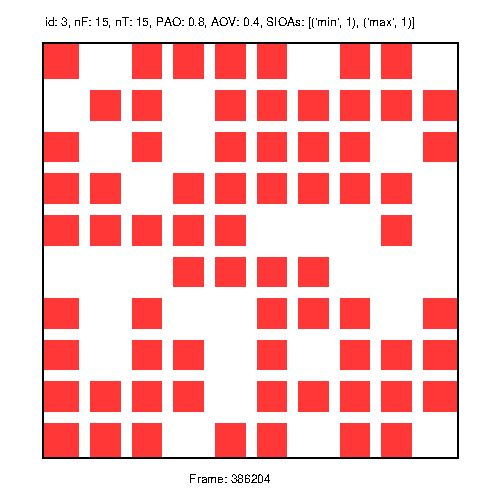 id: 3, nF: 15, nT: 15, PAO: 0.8, AOV: 0.4, SIOAs: [('min', 1), ('max', 1)]
Frame: 386204